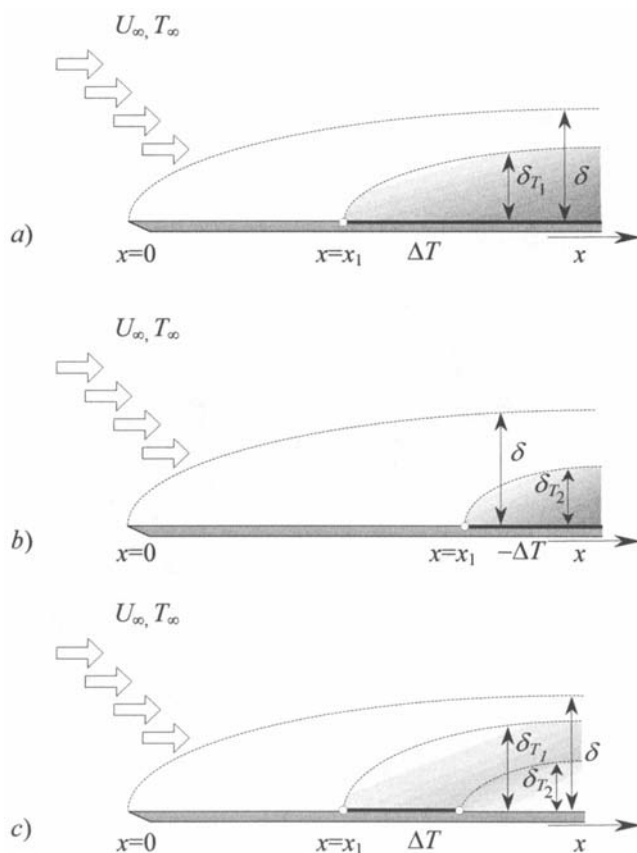 U∞, T∞
δT1
δ
a)
x=0
x=x1
ΔT
x
U∞, T∞
δ
δT2
b)
x=0
x=x1
−ΔT
x
U∞, T∞
δT1
δ
δT2
c)
x=0
x=x1
ΔT
x